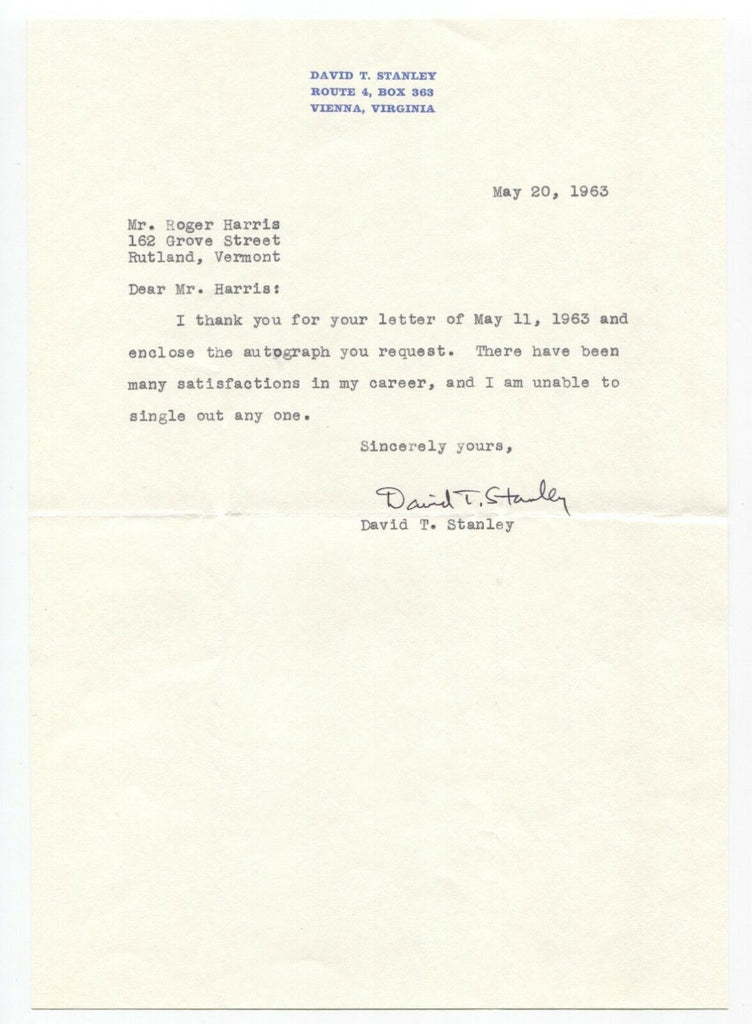 DAVID T. STANLEY
ROUTE 4, BOX 363
VIENNA, VIRGINIA
May 20, 1963
Mr. Roger Harris
162 Grove Street
Rutland, Vermont
Dear Mr. Harris:
I thank you for your letter of May 11, 1963 and
enclose the autograph you request. There have been
many satisfactions in my career, and I am unable to
single out any one.
Sincerely yours,
David T. Stanley
David T. Stanley